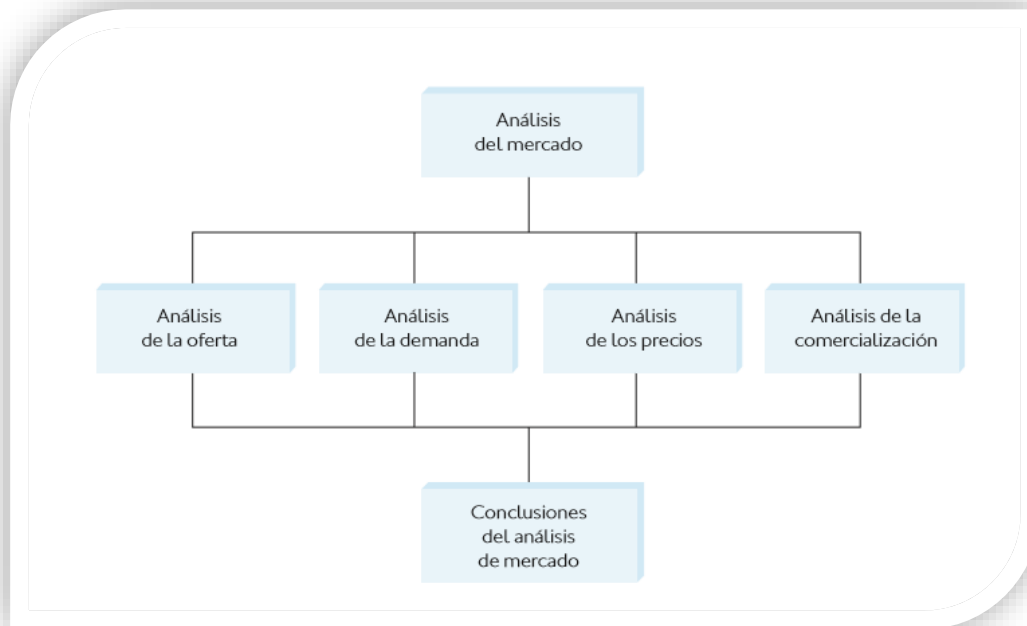 Análisis
del mercado
Análisis
de la oferta
Análisis
de la demanda
Análisis
de los precios
Análisis de la
comercialización
Conclusiones
del análisis
de mercado